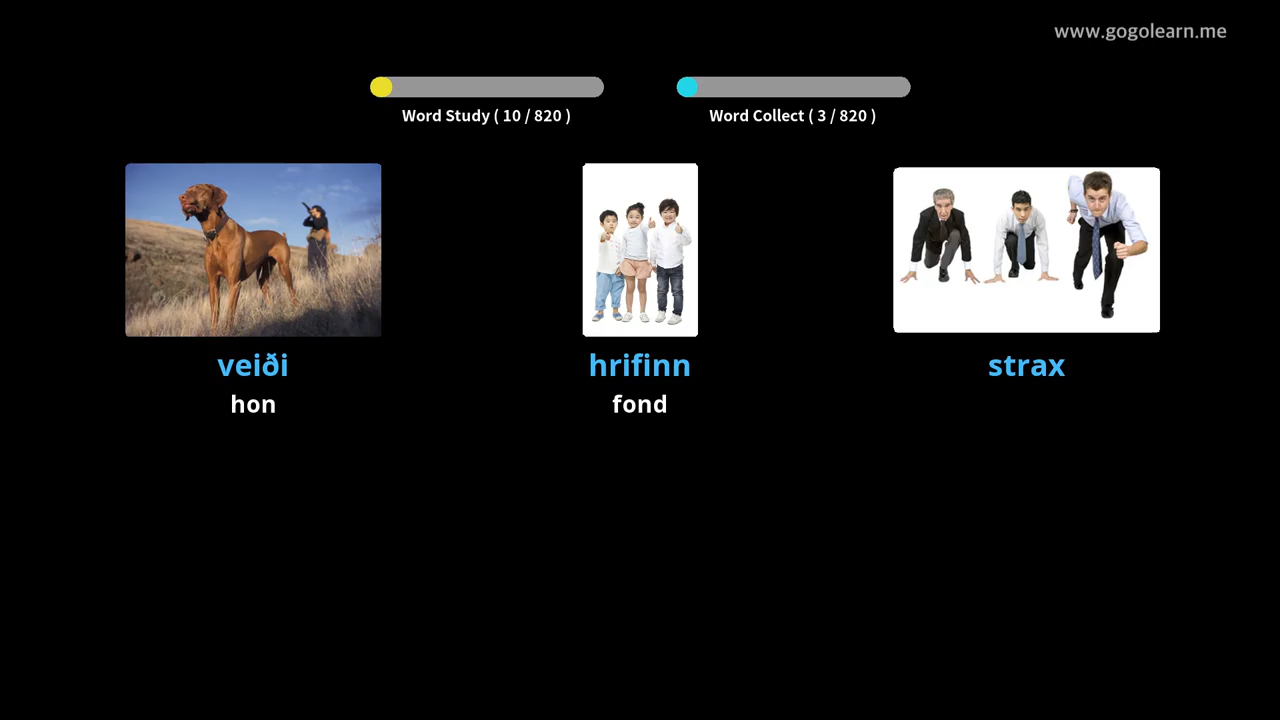 www.gogolearn.me
Word Study ( 10 / 820 )
Word Collect ( 3 / 820 )
veiði
hrifinn
strax
hon
fond